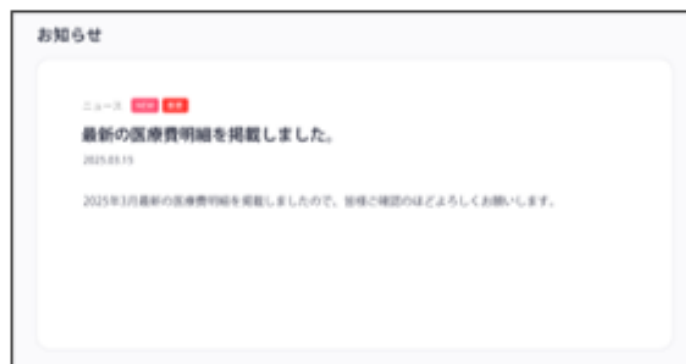 お知らせ
ニュース NEW 重要
最新の医療費明細を掲載しました。
2025.03.15
2025年3月最新の医療費明細を掲載しましたので、皆様ご確認のほどよろしくお願いします。